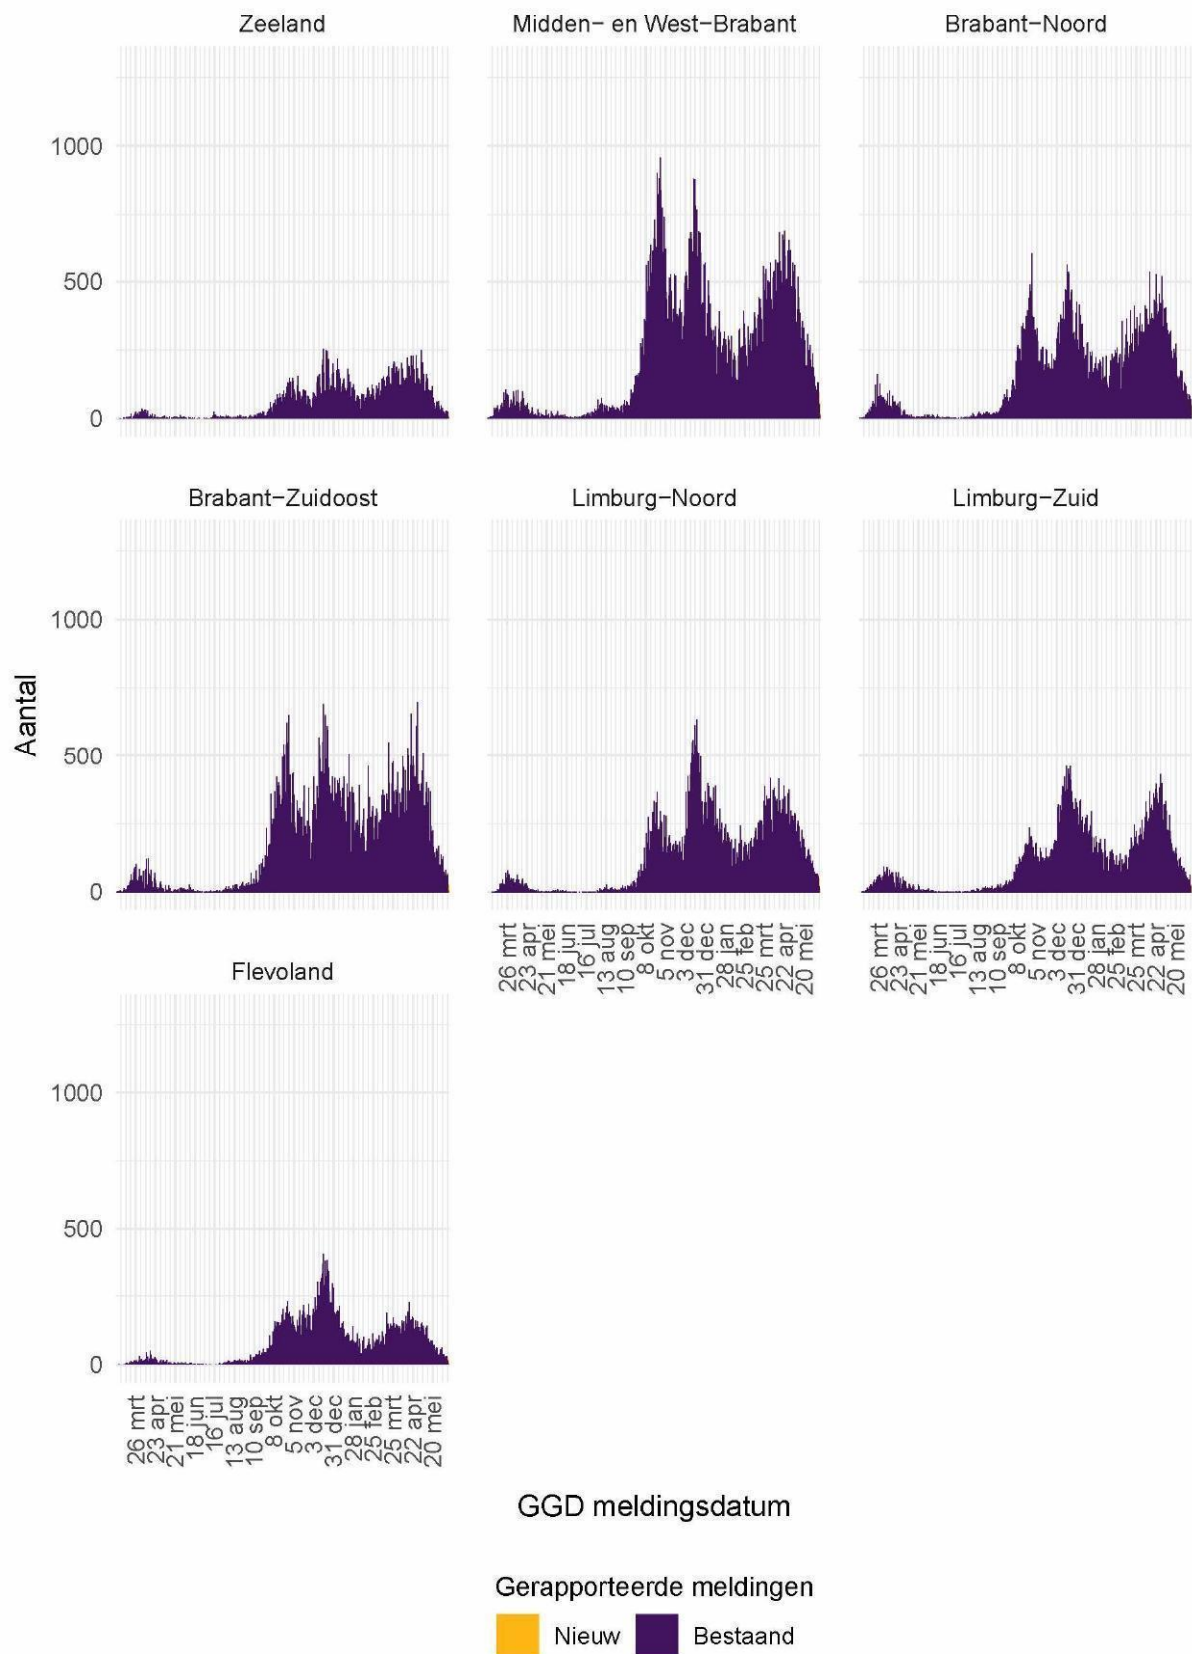 Zeeland
Midden- en West-Brabant
Brabant-Noord
1000
500
0
Brabant-Zuidoost
Limburg-Noord
Limburg-Zuid
1000
500
0
Aantal
26 mrt
23 apr
21 mei
18 jun
16 jul
13 aug
10 sep
8 okt
5 nov
3 dec
31 dec
28 jan
25 feb
25 mrt
22 apr
20 mei
26 mrt
23 apr
21 mei
18 jun
16 jul
13 aug
10 sep
8 okt
5 nov
3 dec
31 dec
28 jan
25 feb
25 mrt
22 apr
20 mei
Flevoland
1000
500
0
26 mrt
23 apr
21 mei
18 jun
16 jul
13 aug
10 sep
8 okt
5 nov
3 dec
31 dec
28 jan
25 feb
25 mrt
22 apr
20 mei
GGD meldingsdatum
Gerapporteerde meldingen
Nieuw
Bestaand